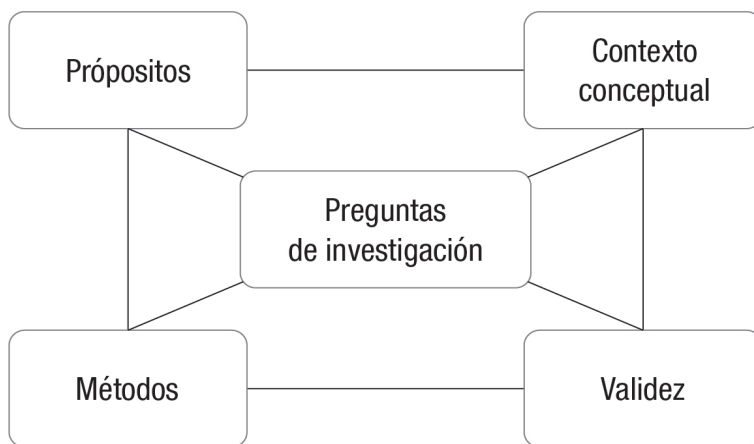 Própositos
Contexto
conceptual
Preguntas
de investigación
Métodos
Validez